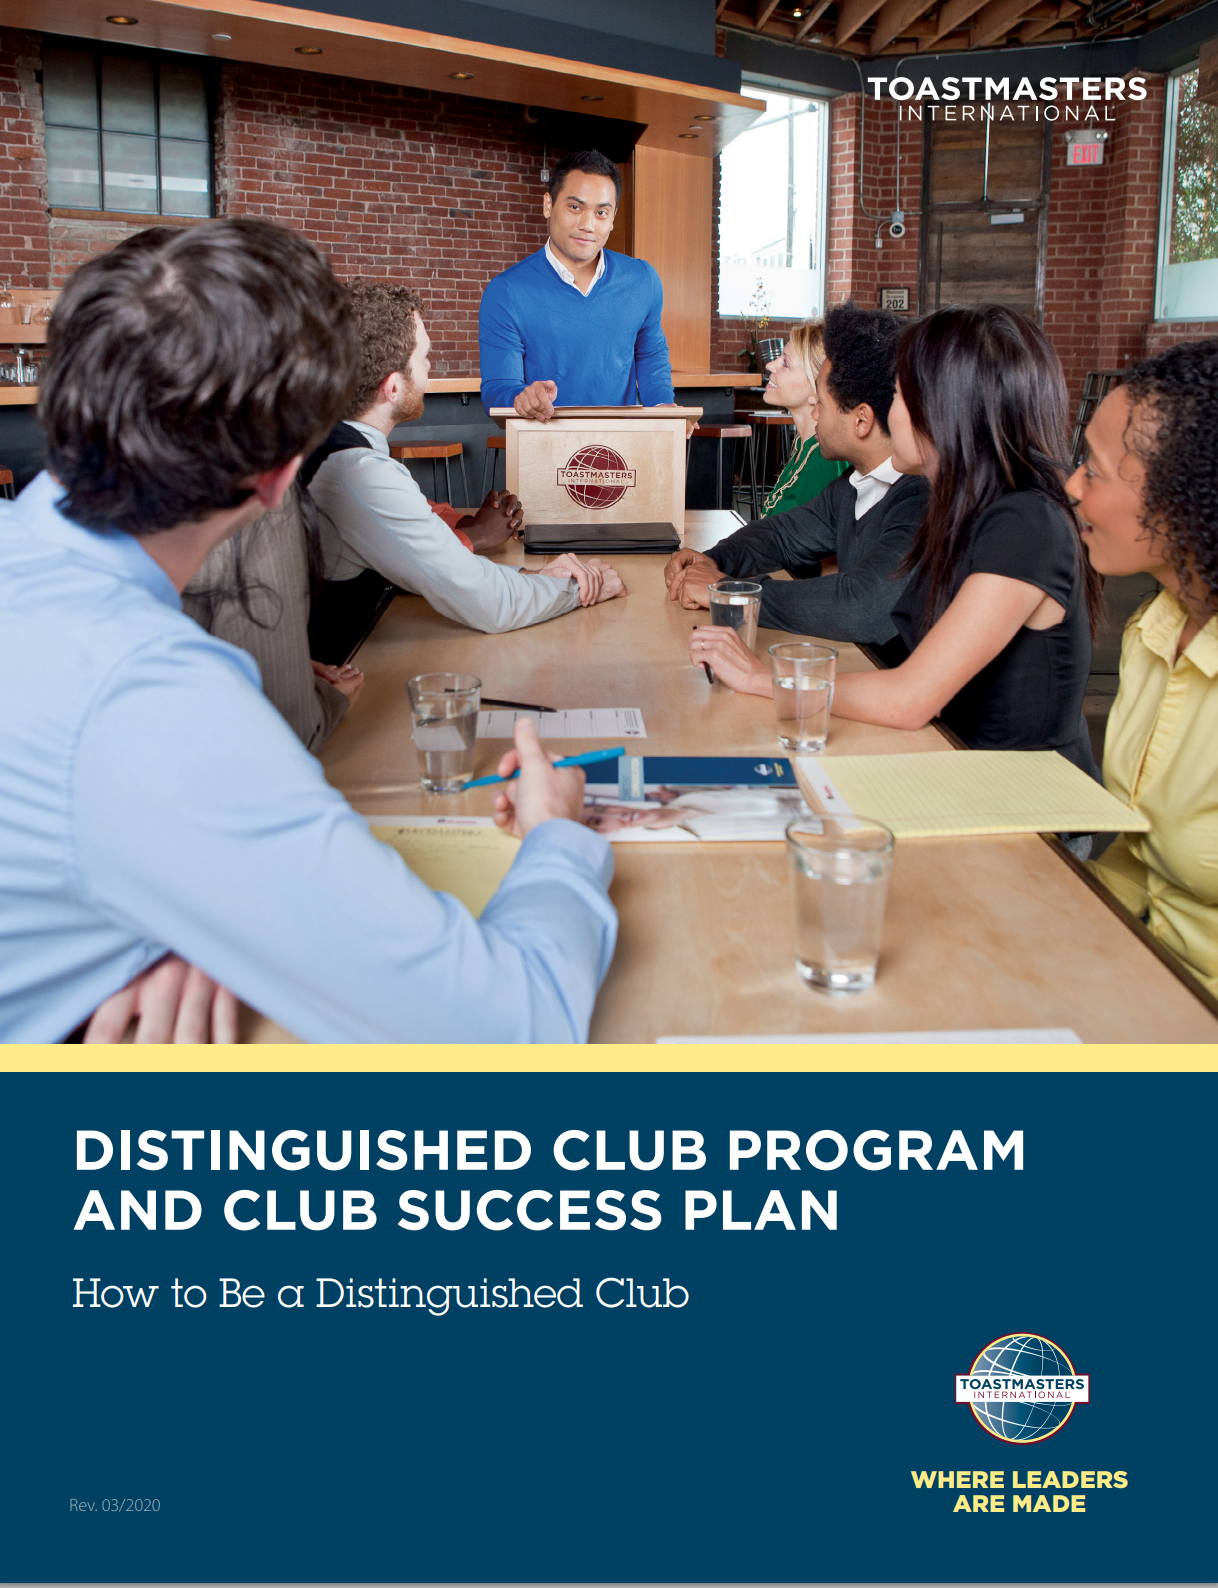 TOASTMASTERS
INTERNATIONAL
EXIT
202
TOASTMASTERS
INTERNATIONAL
DISTINGUISHED CLUB PROGRAM
AND CLUB SUCCESS PLAN
How to Be a Distinguished Club
TOASTMASTERS
INTERNATIONAL
WHERE LEADERS
ARE MADE
Rev. 03/2020